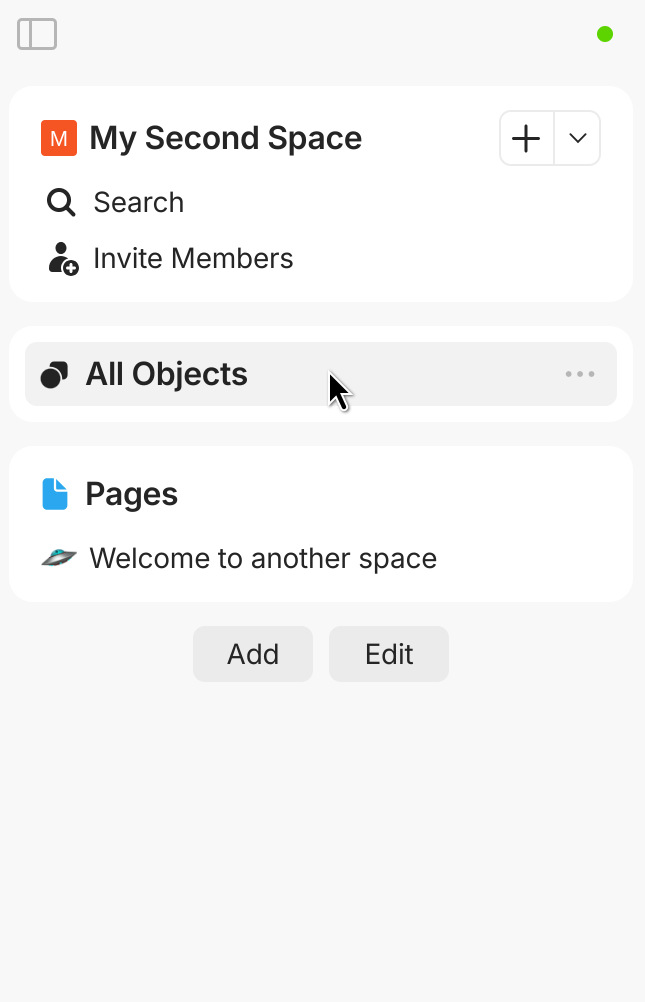 M My Second Space
Search
Invite Members
All Objects
Pages
Welcome to another space
Add Edit